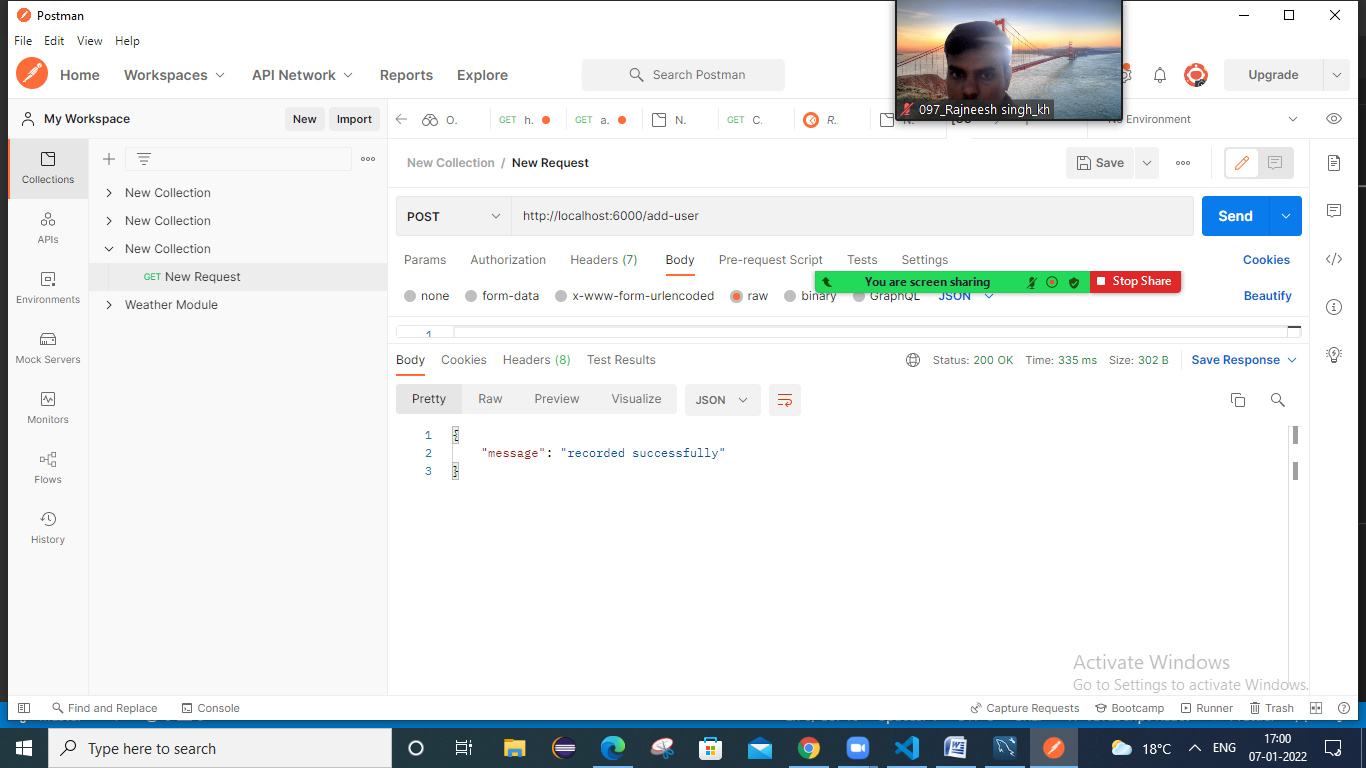 Postman
File Edit View Help
Home Workspaces API Network Reports Explore Search Postman Upgrade
097_Rajneesh singh_kh
My Workspace New Import
O. GET h. GET a. N. GET C. R. No Environment
Collections
APIs
Environments
Mock Servers
Monitors
Flows
History
New Collection
New Collection
New Collection
GET New Request
Weather Module
New Collection / New Request Save
POST http://localhost:6000/add-user Send
Params Authorization Headers (7) Body Pre-request Script Tests Settings Cookies
You are screen sharing Stop Share
none form-data x-www-form-urlencoded raw binary GraphQL JSON Beautify
1
Body Cookies Headers (8) Test Results Status: 200 OK Time: 335 ms Size: 302 B Save Response
Pretty Raw Preview Visualize JSON
1 {
2 "message": "recorded successfully"
3 }
Activate Windows
Go to Settings to activate Windows.
Find and Replace Console Capture Requests Bootcamp Runner Trash
Type here to search 18°C ENG 17:00
07-01-2022